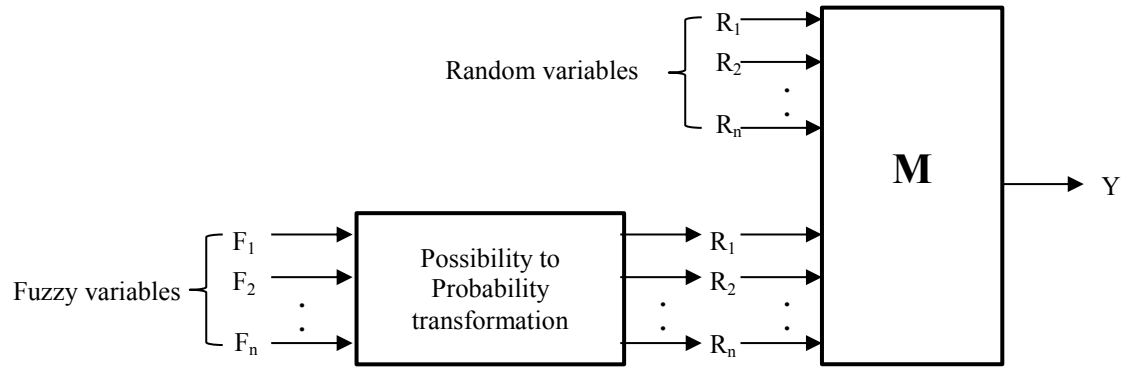 R₁
Random variables
R₂
.
.
Rₙ
M
Y
F₁
R₁
Possibility to
Probability
transformation
Fuzzy variables
F₂
R₂
.
.
.
.
.
.
Fₙ
Rₙ